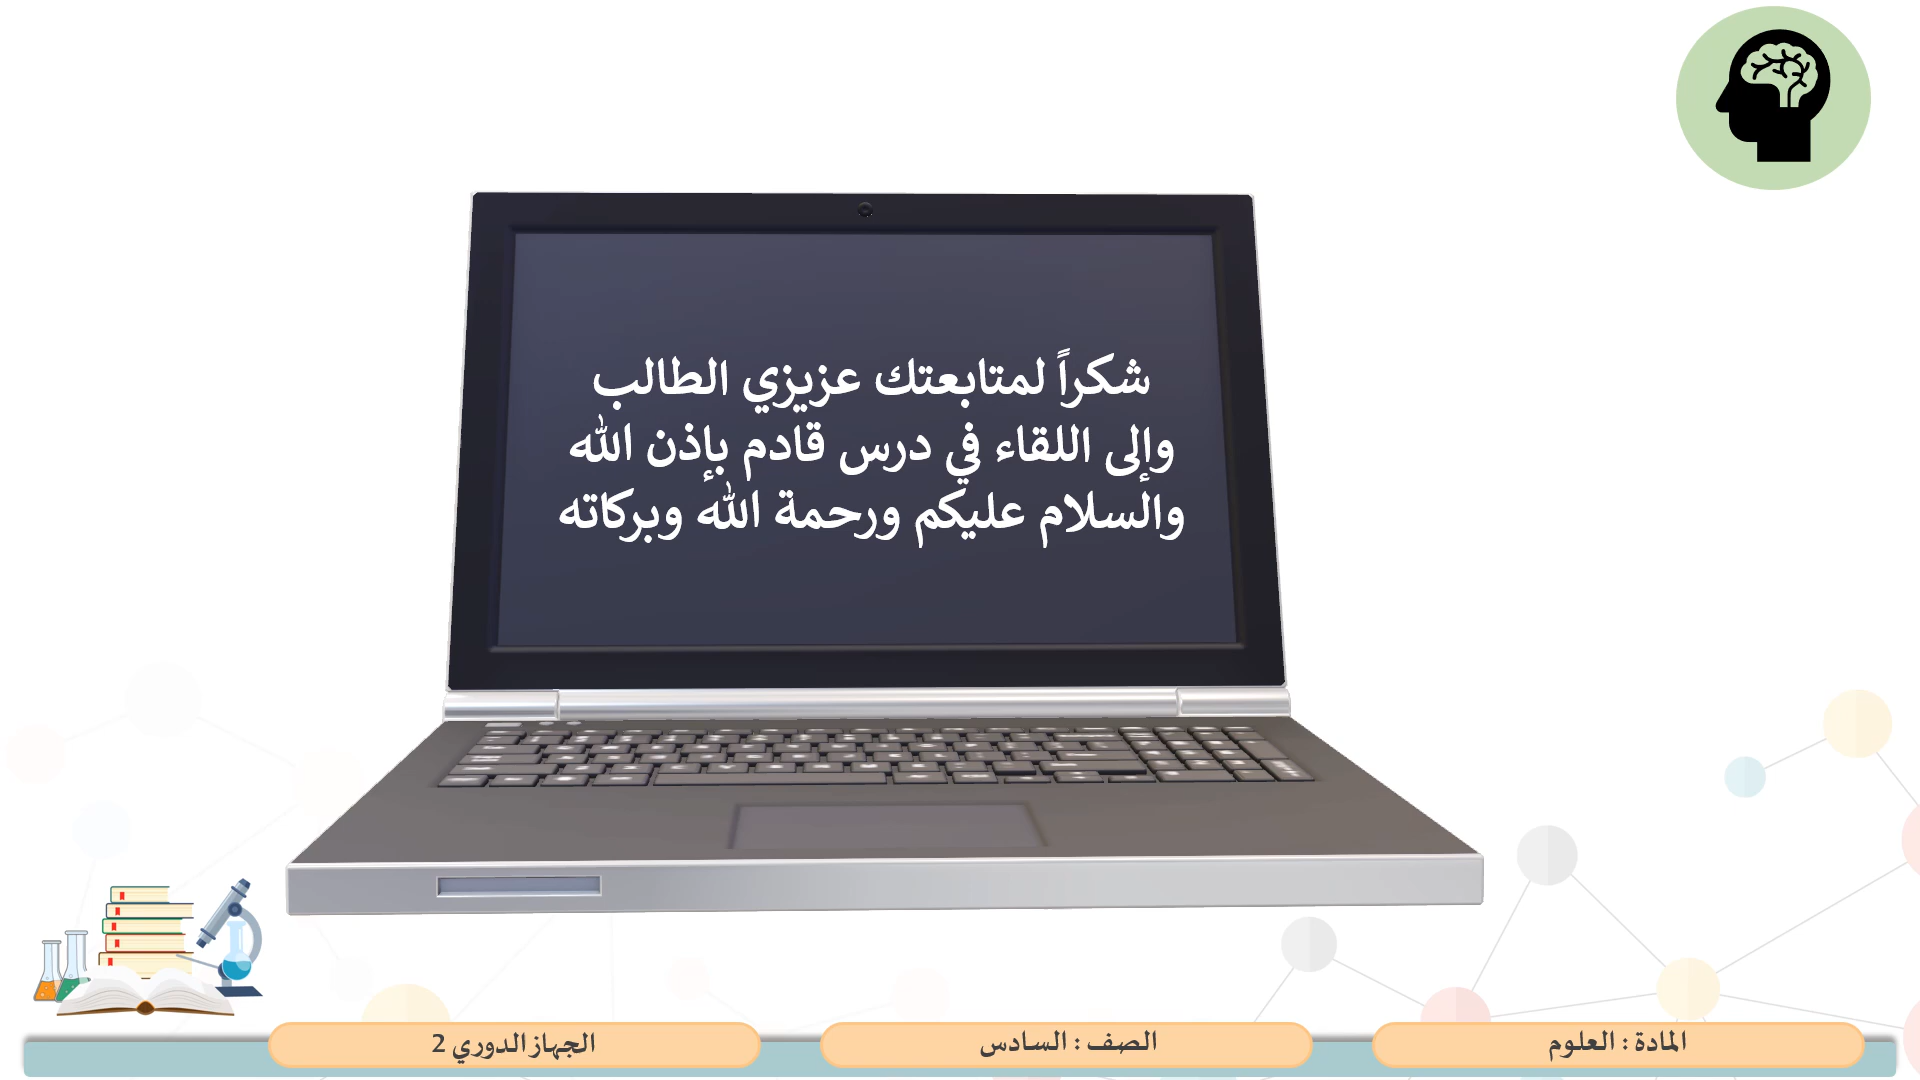 شكراً لمتابعتك عزيزي الطالب
وإلى اللقاء في درس قادم بإذن الله
والسلام عليكم ورحمة الله وبركاته
المادة : العلوم
الصف : السادس
الجهاز الدوري 2